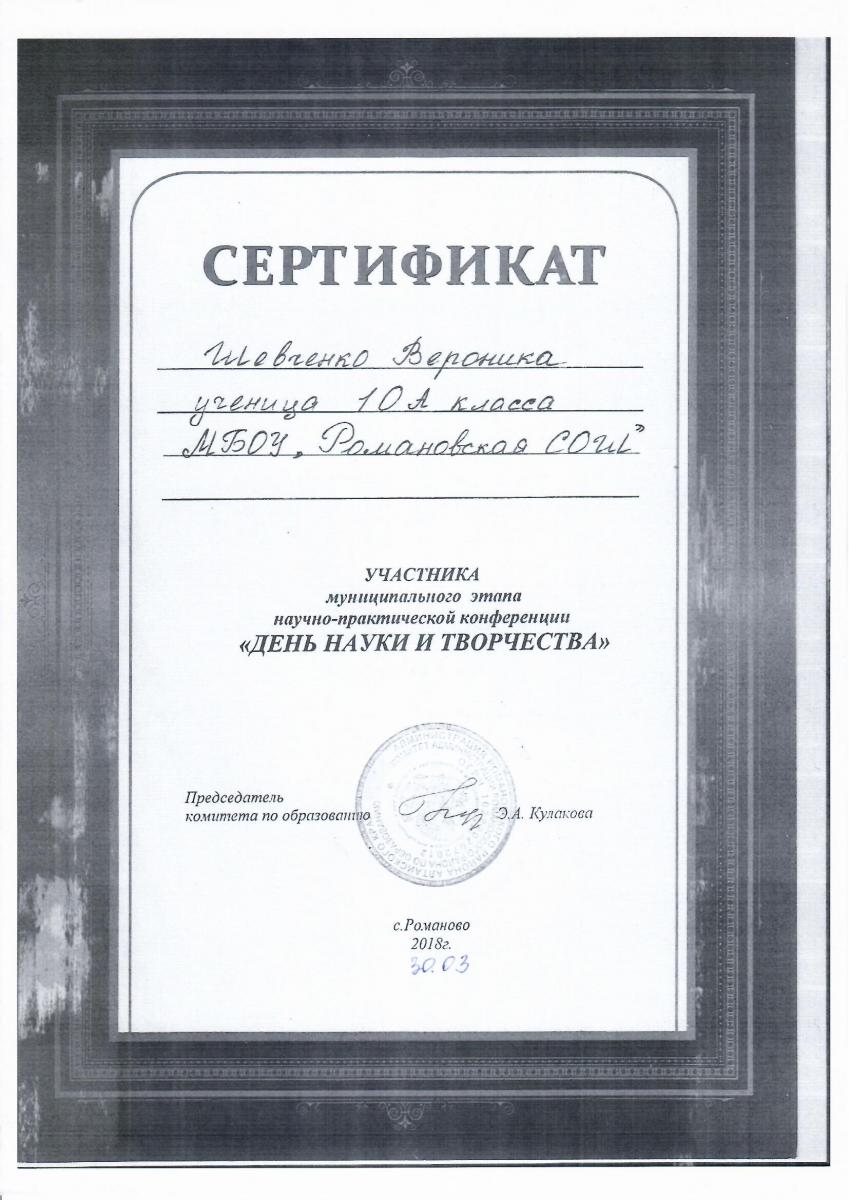 СЕРТИФИКАТ
Шевченко Вероника
ученица 10А класса
МБОУ „Романовская СОШ”
УЧАСТНИКА
муниципального этапа
научно-практической конференции
«ДЕНЬ НАУКИ И ТВОРЧЕСТВА»
Председатель
комитета по образованию Э.А. Кулакова
с.Романово
2018г.
30.03